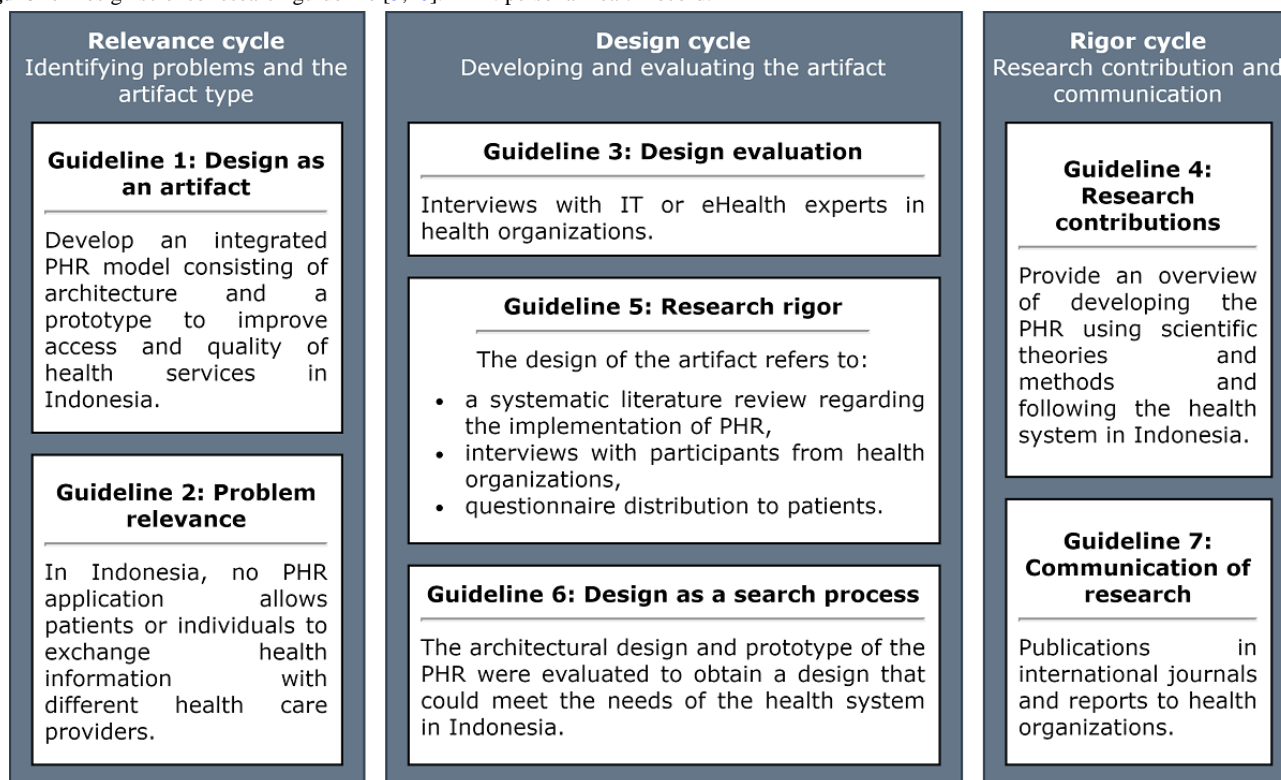 Design science research guideline
personal health record.
Relevance cycle
Identifying problems and the
artifact type
Guideline 1: Design as
an artifact
Develop an integrated
PHR model consisting of
architecture and a
prototype to improve
access and quality of
health services in
Indonesia.
Guideline 2: Problem
relevance
In Indonesia, no PHR
application allows
patients or individuals to
exchange health
information with
different health care
providers.
Design cycle
Developing and evaluating the artifact
Guideline 3: Design evaluation
Interviews with IT or eHealth experts in
health organizations.
Guideline 5: Research rigor
The design of the artifact refers to:
• a systematic literature review regarding
the implementation of PHR,
• interviews with participants from health
organizations,
• questionnaire distribution to patients.
Guideline 6: Design as a search process
The architectural design and prototype of the
PHR were evaluated to obtain a design that
could meet the needs of the health system
in Indonesia.
Rigor cycle
Research contribution and
communication
Guideline 4:
Research
contributions
Provide an overview
of developing the
PHR using scientific
theories and
methods and
following the health
system in Indonesia.
Guideline 7:
Communication of
research
Publications in
international journals
and reports to health
organizations.